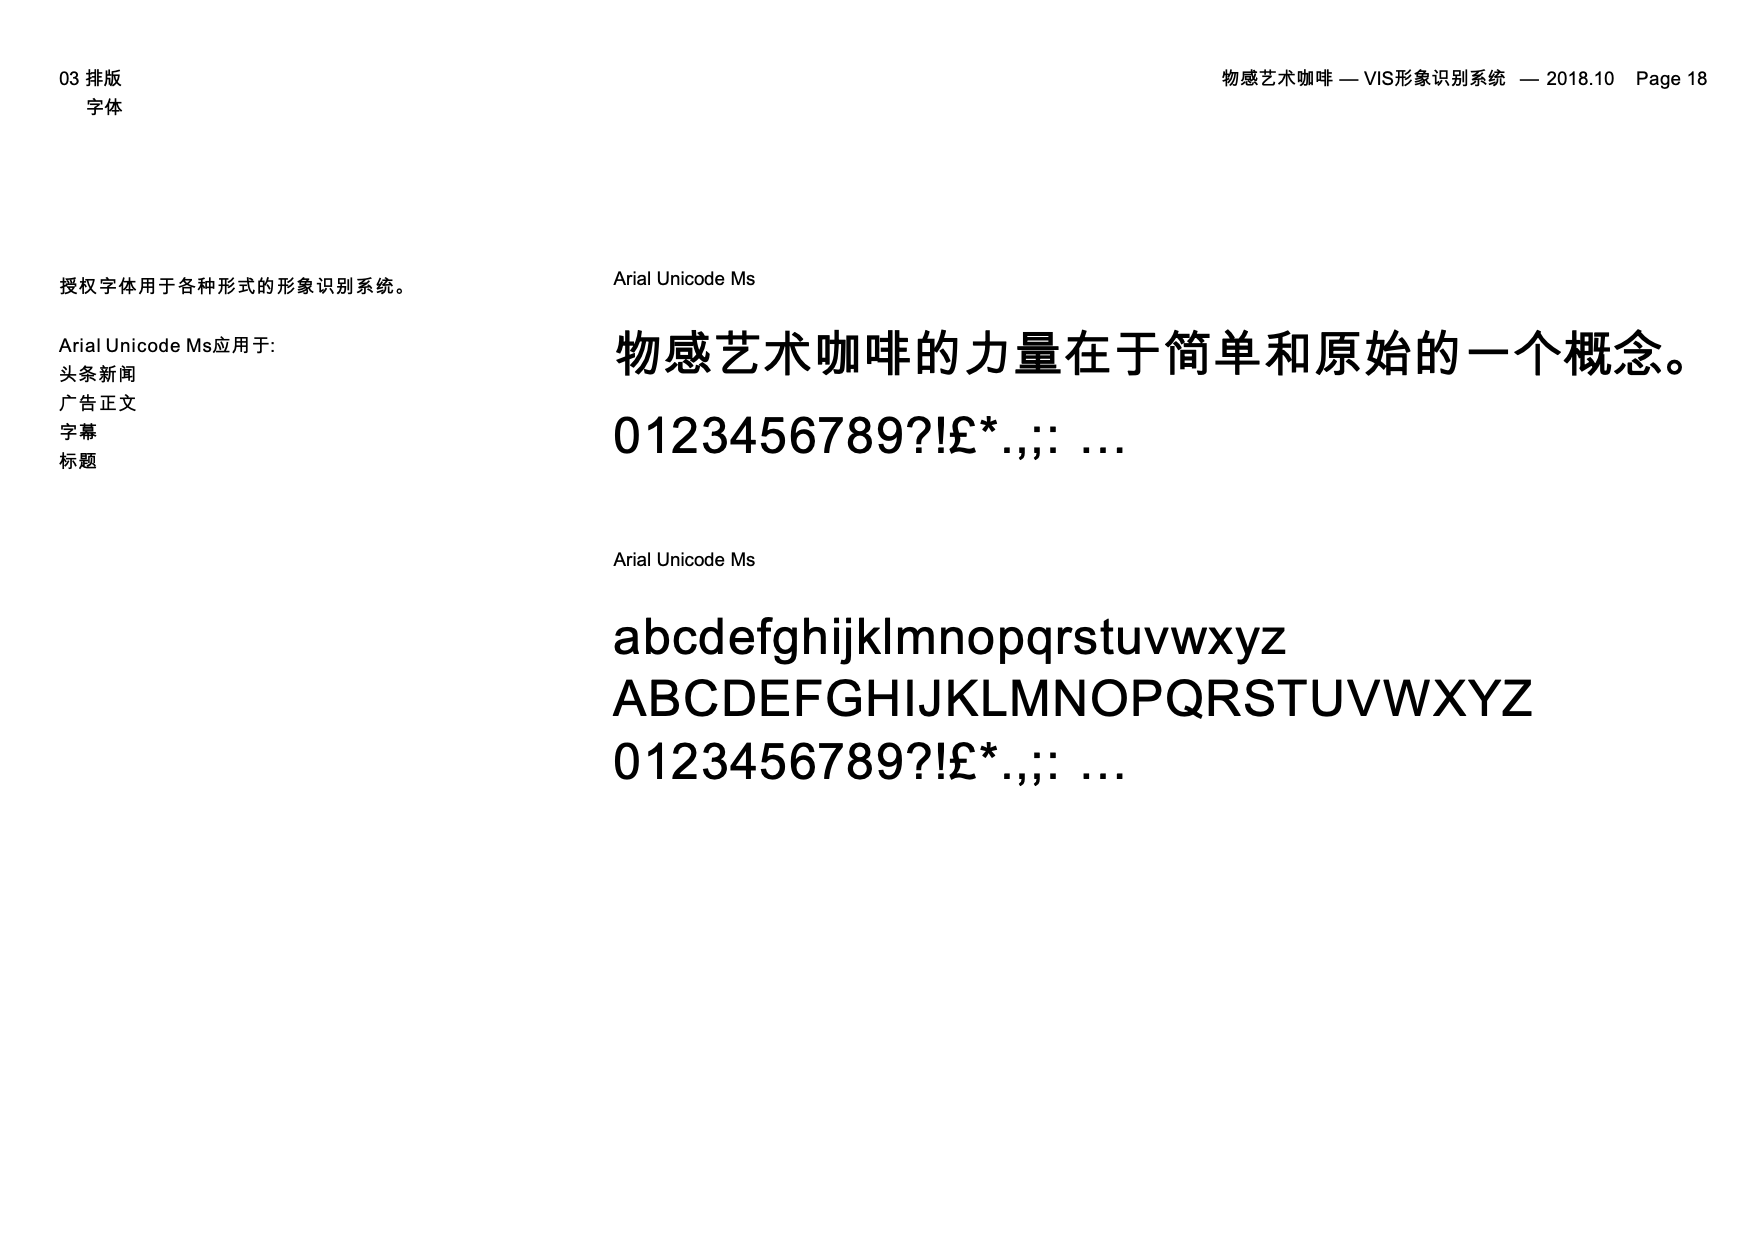 03 排版
字体
物感艺术咖啡 — VIS形象识别系统 — 2018.10 Page 18
授权字体用于各种形式的形象识别系统。
Arial Unicode Ms应用于:
头条新闻
广告正文
字幕
标题
Arial Unicode Ms
物感艺术咖啡的力量在于简单和原始的一个概念。
0123456789?!£*.,;: ...
Arial Unicode Ms
abcdefghijklmnopqrstuvwxyz
ABCDEFGHIJKLMNOPQRSTUVWXYZ
0123456789?!£*.,;: ...